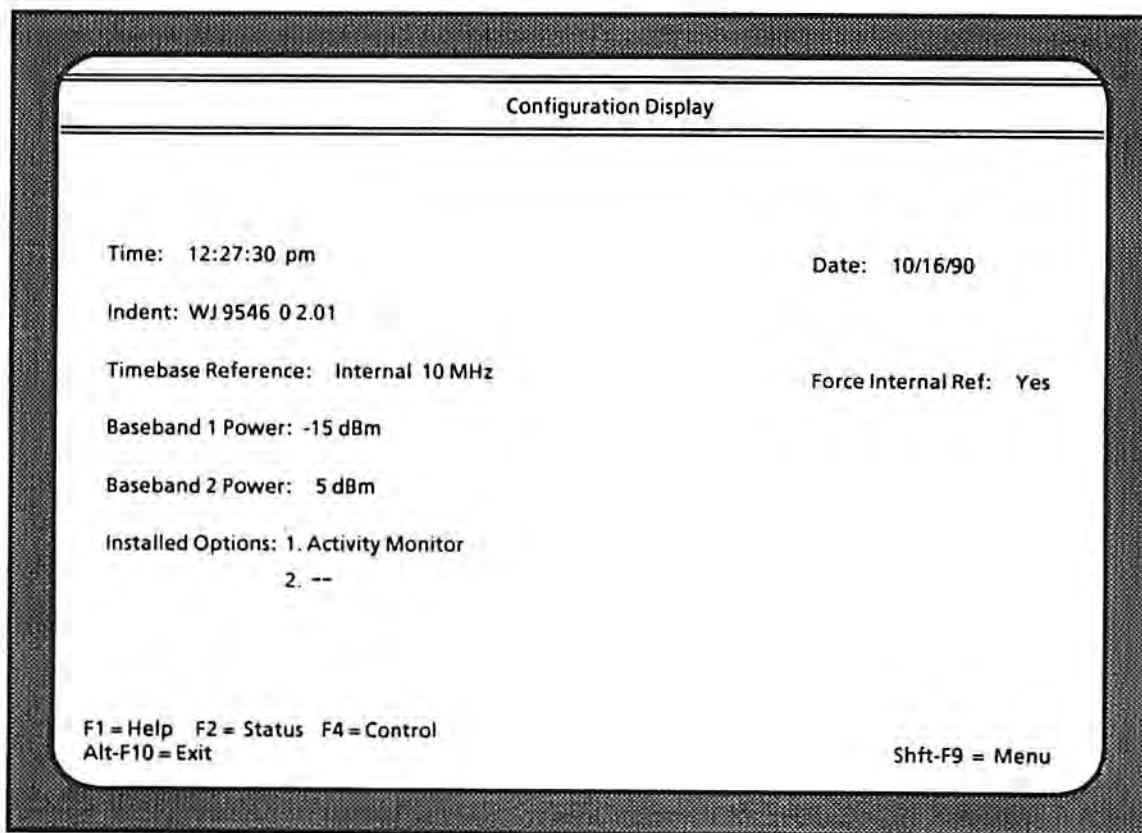 Configuration Display
Time: 12:27:30 pm
Date: 10/16/90
Indent: WJ 9546 0 2.01
Timebase Reference: Internal 10 MHz
Force Internal Ref: Yes
Baseband 1 Power: -15 dBm
Baseband 2 Power: 5 dBm
Installed Options: 1. Activity Monitor
2. --
F1 = Help F2 = Status F4 = Control
Alt-F10 = Exit
Shft-F9 = Menu